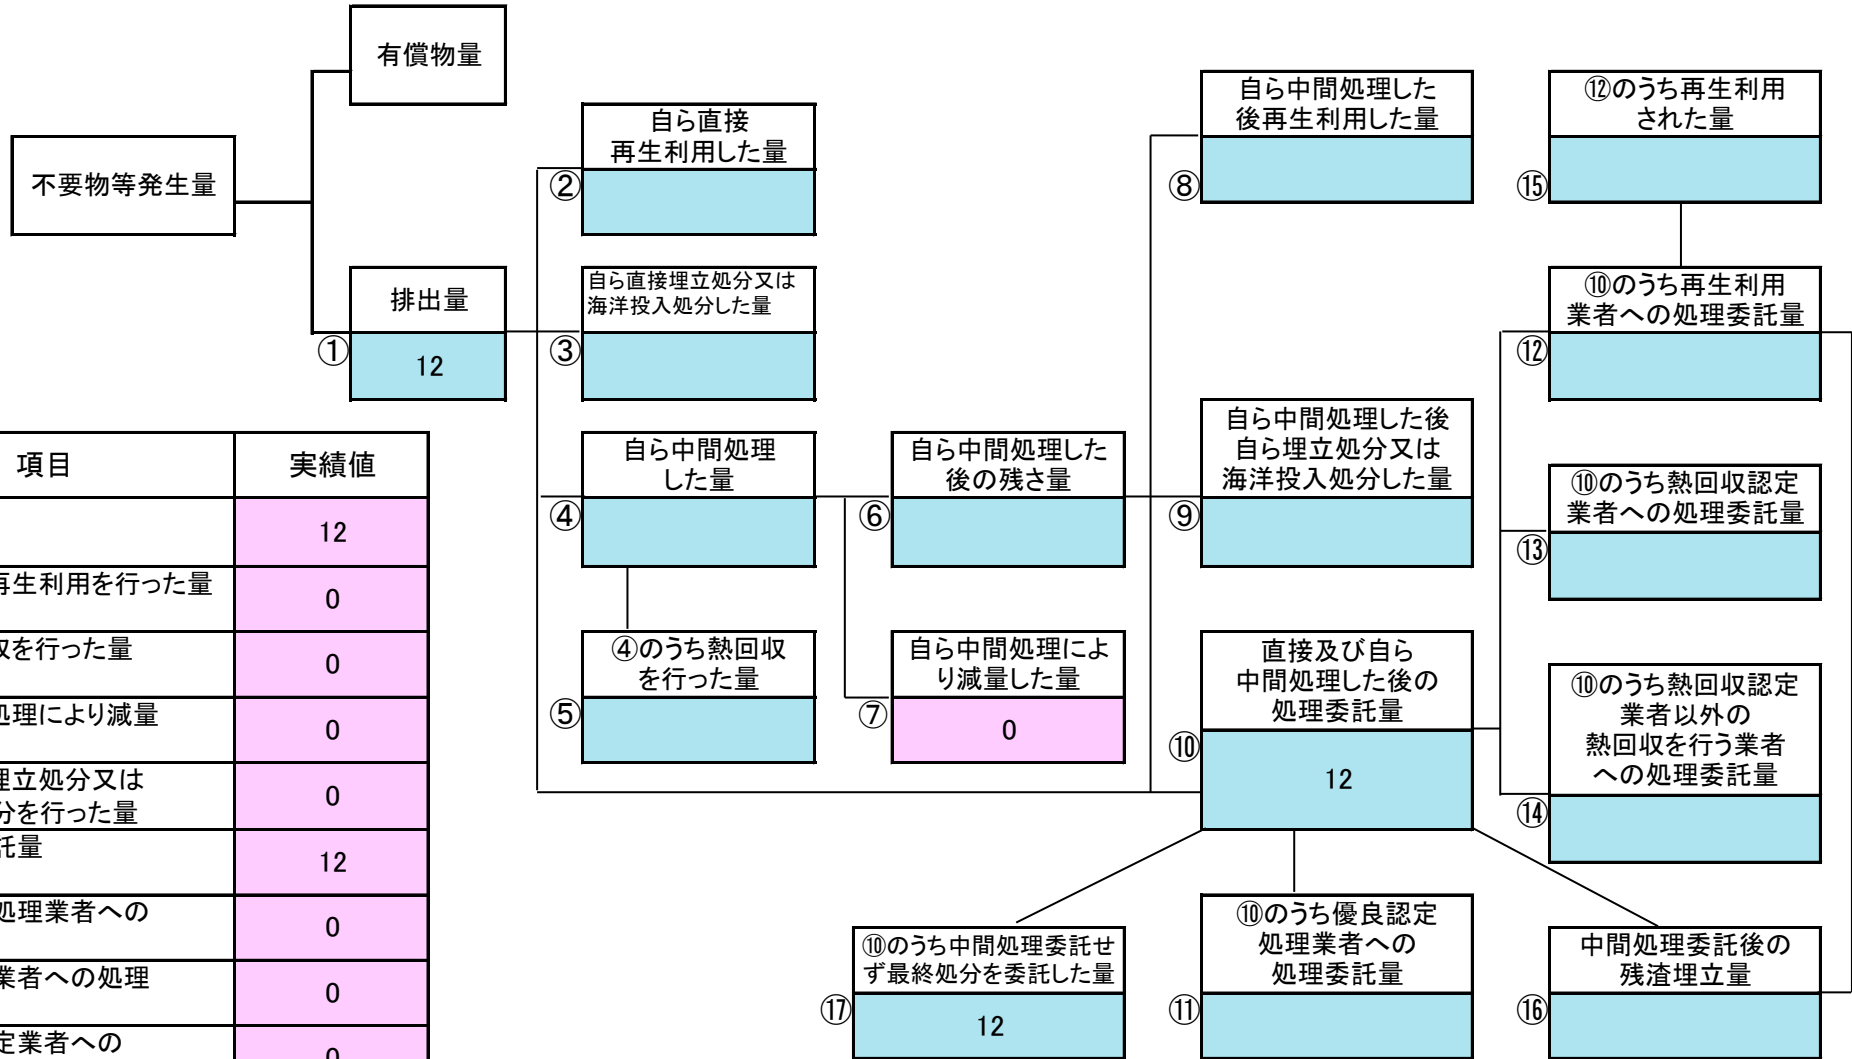 有償物量
不要物等発生量
排出量
①
12
自ら直接
再生利用した量
②
自ら直接埋立処分又は
海洋投入処分した量
③
自ら中間処理
した量
④
④のうち熱回収
を行った量
⑤
自ら中間処理した
後の残さ量
⑥
自ら中間処理によ
り減量した量
⑦
0
自ら中間処理した
後再生利用した量
⑧
自ら中間処理した後
自ら埋立処分又は
海洋投入処分した量
⑨
直接及び自ら
中間処理した後の
処理委託量
⑩
12
⑫のうち再生利用
された量
⑮
⑩のうち再生利用
業者への処理委託量
⑫
⑩のうち熱回収認定
業者への処理委託量
⑬
⑩のうち熱回収認定
業者以外の
熱回収を行う業者
への処理委託量
⑭
⑩のうち中間処理委託せ
ず最終処分を委託した量
⑰
12
⑩のうち優良認定
処理業者への
処理委託量
⑪
中間処理委託後の
残渣埋立量
⑯
項目 実績値
12
再生利用を行った量 0
を行った量 0
処理により減量 0
埋立処分又は
分を行った量 0
託量 12
処理業者への 0
業者への処理 0
定業者への 0